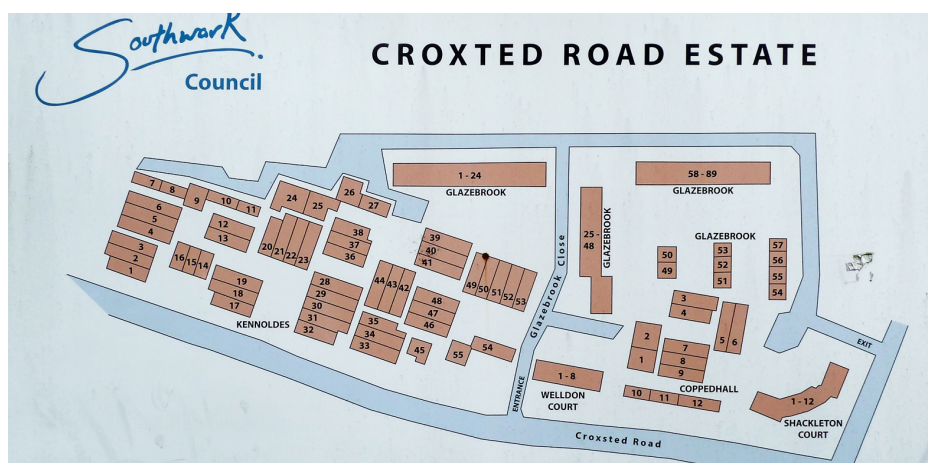 Southwark
Council
CROXTED ROAD ESTATE
1 - 24
GLAZEBROOK
58 - 89
GLAZEBROOK
7 8 9 10 11
24 25 26 27
6
5
4
3
2
1
12
13
16 15 14
20 21 22 23
19
18
17
KENNOLDES
38
37
36
28
29
30
31
32
35
34
33
39
40
41
44 43 42
48
47
46
45
49 50 51 52 53
55
54
Glazebrook Close
ENTRANCE
25 - 48
GLAZEBROOK
GLAZEBROOK
50
49
53
52
51
57
56
55
54
3
4
2
1
5 6
7
8
9
COPPEDHALL
10 11 12
1 - 8
WELLDON
COURT
EXIT
1 - 12
SHACKLETON
COURT
Croxsted Road